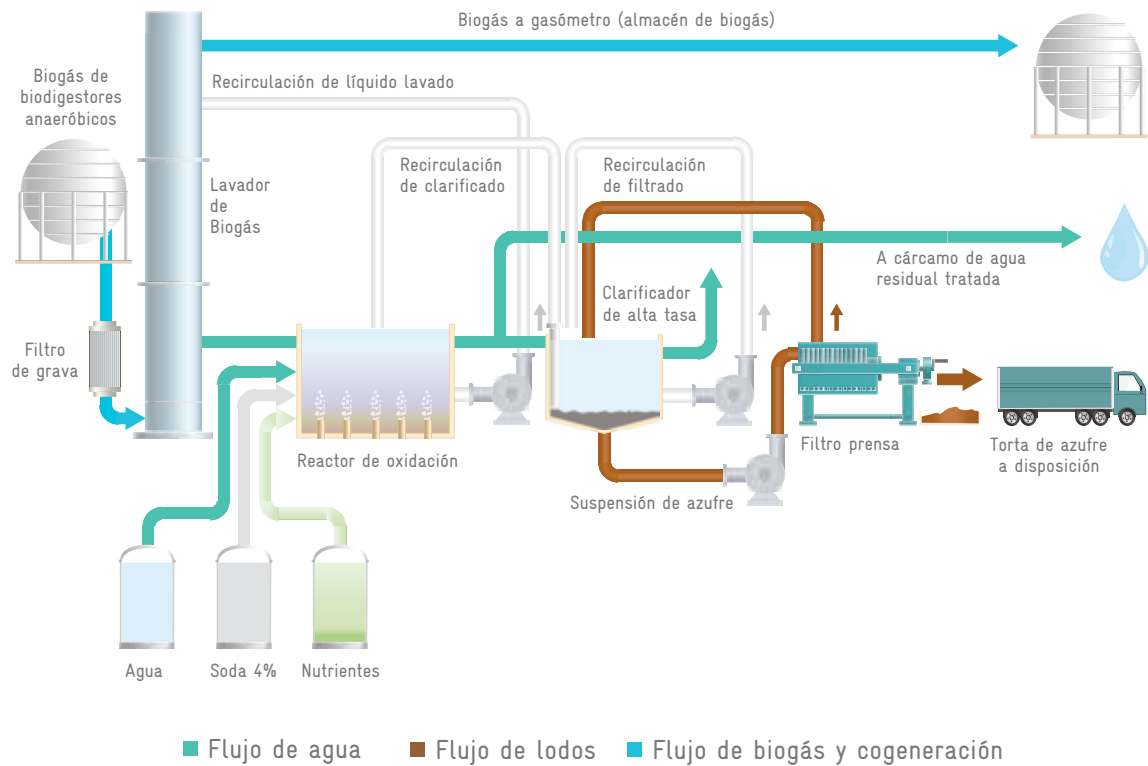 Biogás a gasómetro (almacén de biogás)
Biogás de
biodigestores
anaeróbicos
Recirculación de líquido lavado
Recirculación
de clarificado
Recirculación
de filtrado
Lavador
de
Biogás
A cárcamo de agua
residual tratada
Clarificador
de alta tasa
Filtro
de grava
Reactor de oxidación
Filtro prensa
Torta de azufre
a disposición
Suspensión de azufre
Agua
Soda 4%
Nutrientes
Flujo de agua
Flujo de lodos
Flujo de biogás y cogeneración